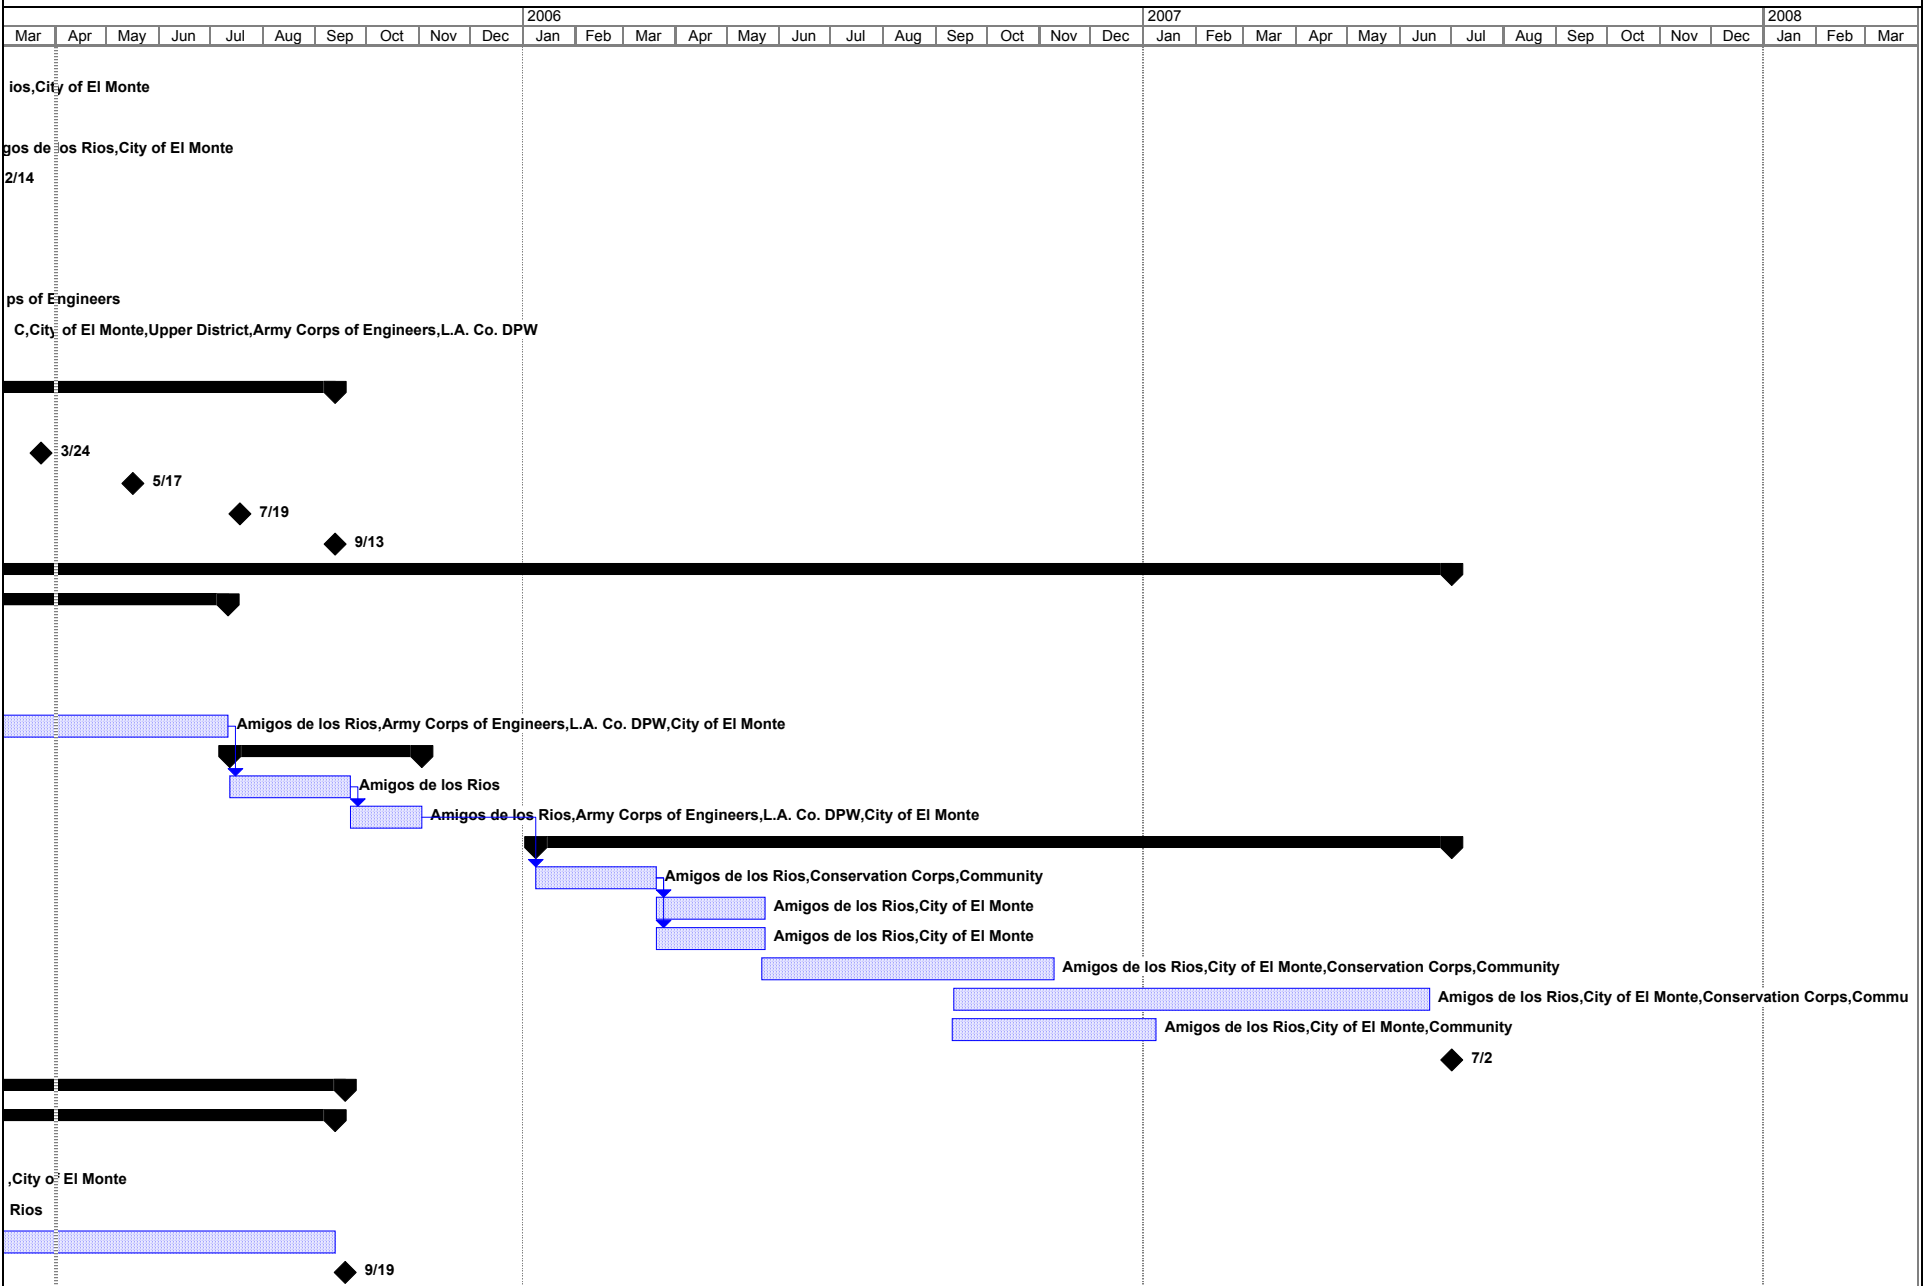 2006 2007 2008
Mar Apr May Jun Jul Aug Sep Oct Nov Dec Jan Feb Mar Apr May Jun Jul Aug Sep Oct Nov Dec Jan Feb Mar Apr May Jun Jul Aug Sep Oct Nov Dec Jan Feb Mar
ios,City of El Monte
gos de los Rios,City of El Monte
2/14
ps of Engineers
C,City of El Monte,Upper District,Army Corps of Engineers,L.A. Co. DPW
3/24
5/17
7/19
9/13
Amigos de los Rios,Army Corps of Engineers,L.A. Co. DPW,City of El Monte
Amigos de los Rios
Amigos de los Rios,Army Corps of Engineers,L.A. Co. DPW,City of El Monte
Amigos de los Rios,Conservation Corps,Community
Amigos de los Rios,City of El Monte
Amigos de los Rios,City of El Monte
Amigos de los Rios,City of El Monte,Conservation Corps,Community
Amigos de los Rios,City of El Monte,Conservation Corps,Commu
Amigos de los Rios,City of El Monte,Community
7/2
,City of El Monte
Rios
9/19